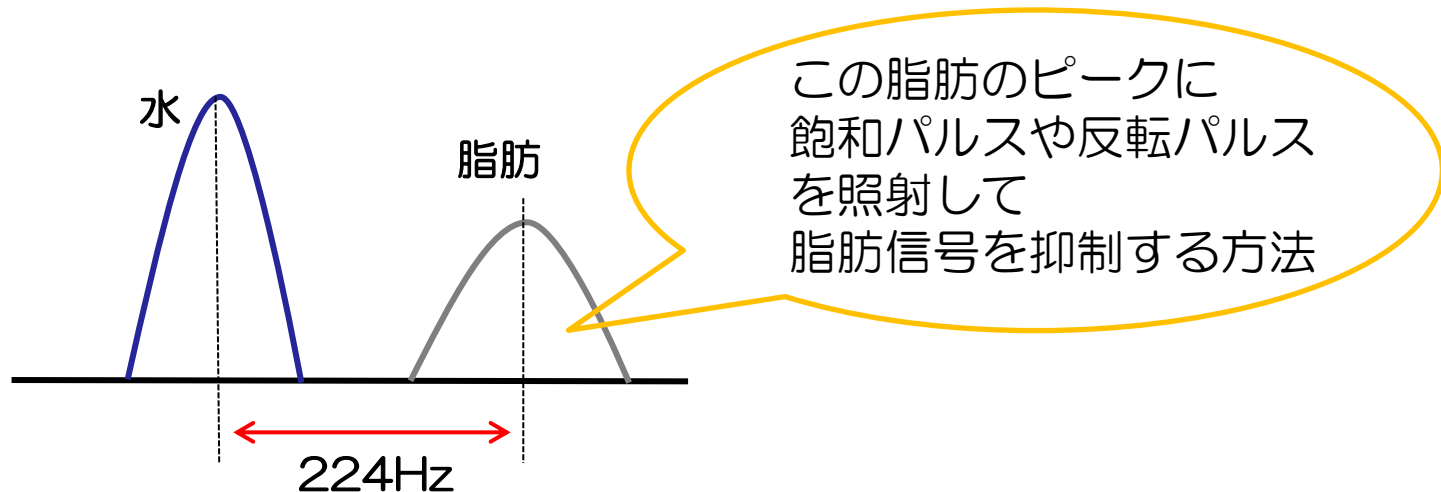 水
脂肪
この脂肪のピークに
飽和パルスや反転パルス
を照射して
脂肪信号を抑制する方法
224Hz